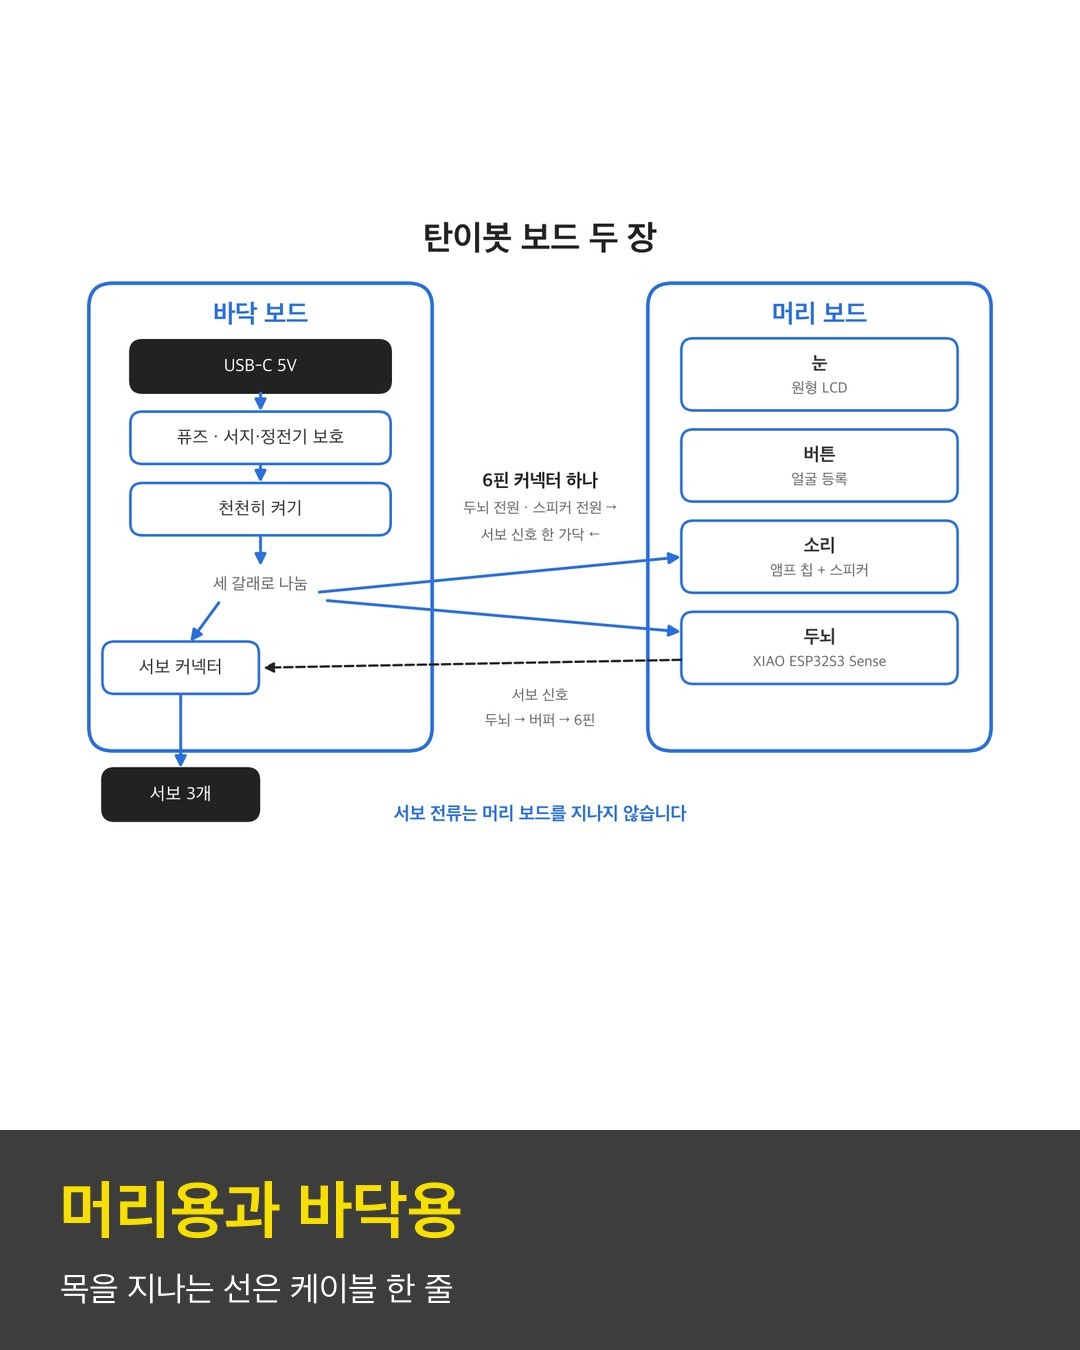 탄이봇 보드 두 장
바닥 보드
USB-C 5V
퓨즈 · 서지·정전기 보호
천천히 켜기
세 갈래로 나눔
서보 커넥터
서보 3개
6핀 커넥터 하나
두뇌 전원 · 스피커 전원 →
서보 신호 한 가닥 ←
서보 신호
두뇌 → 버퍼 → 6핀
서보 전류는 머리 보드를 지나지 않습니다
머리 보드
눈
원형 LCD
버튼
얼굴 등록
소리
앰프 칩 + 스피커
두뇌
XIAO ESP32S3 Sense
머리용과 바닥용
목을 지나는 선은 케이블 한 줄